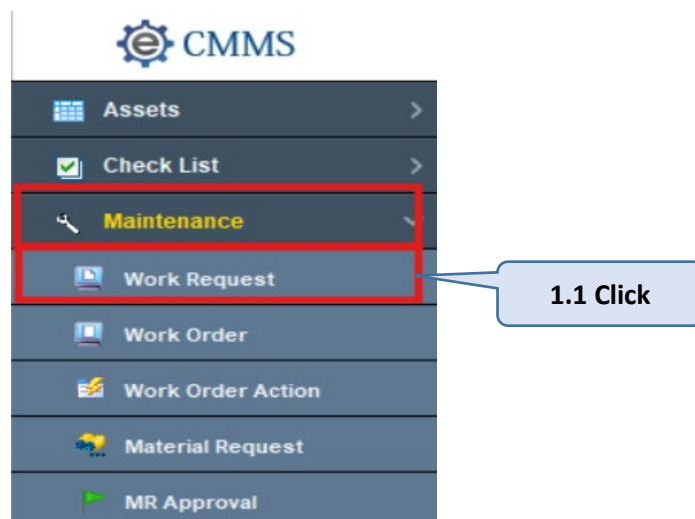 e CMMS
Assets
Check List
Maintenance
Work Request
1.1 Click
Work Order
Work Order Action
Material Request
MR Approval